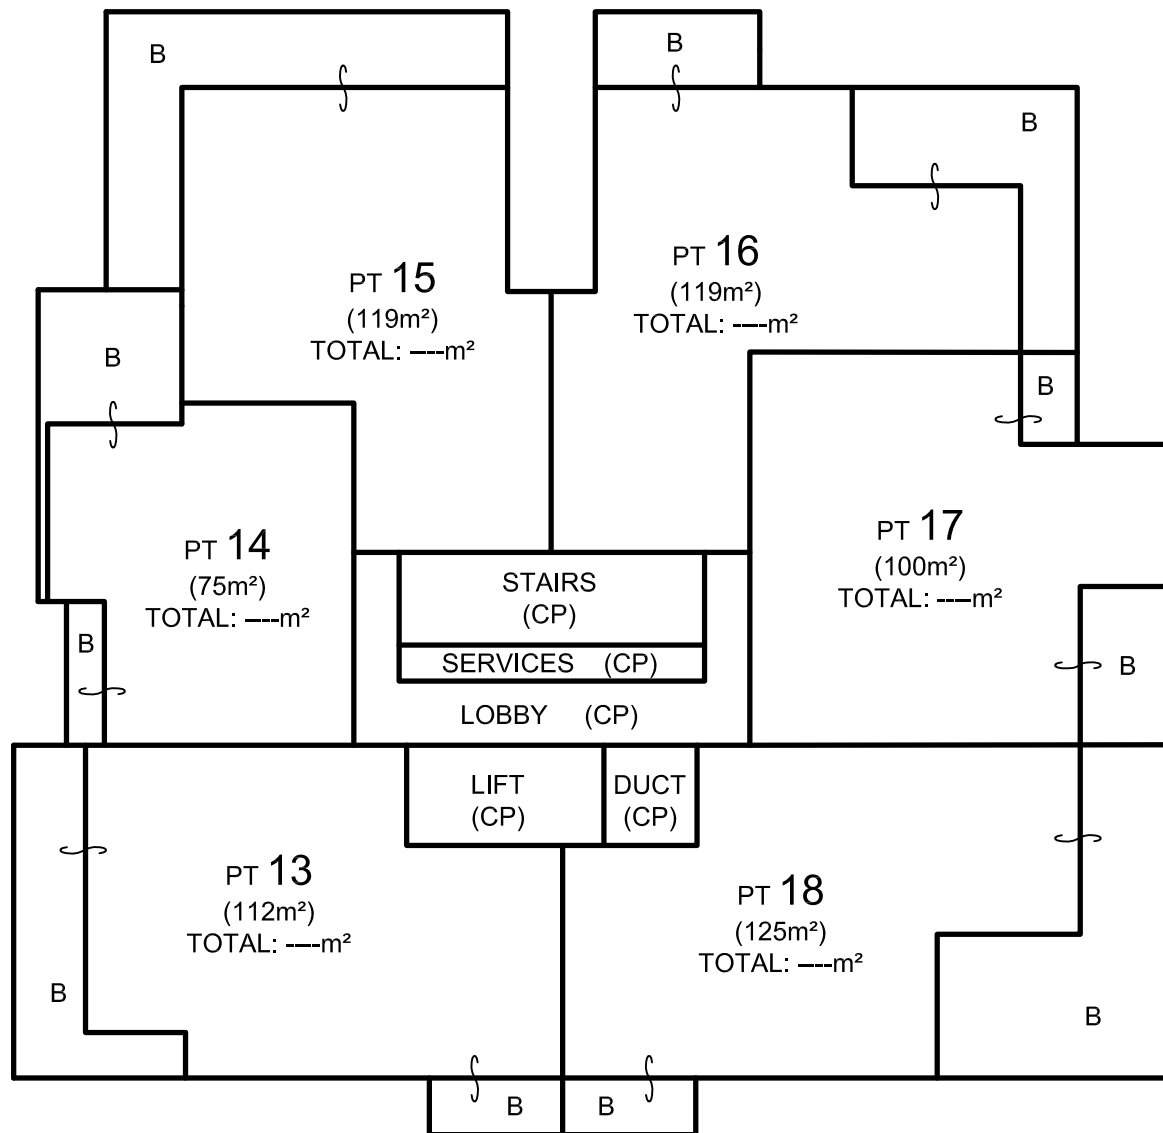 B
B
B
PT 15
(119m²)
TOTAL: ----m²
PT 16
(119m²)
TOTAL: ----m²
B
B
PT 14
(75m²)
TOTAL: ----m²
PT 17
(100m²)
TOTAL: ----m²
STAIRS
(CP)
SERVICES (CP)
LOBBY (CP)
B
B
LIFT
(CP)
DUCT
(CP)
PT 13
(112m²)
TOTAL: ----m²
PT 18
(125m²)
TOTAL: ----m²
B
B
B
B